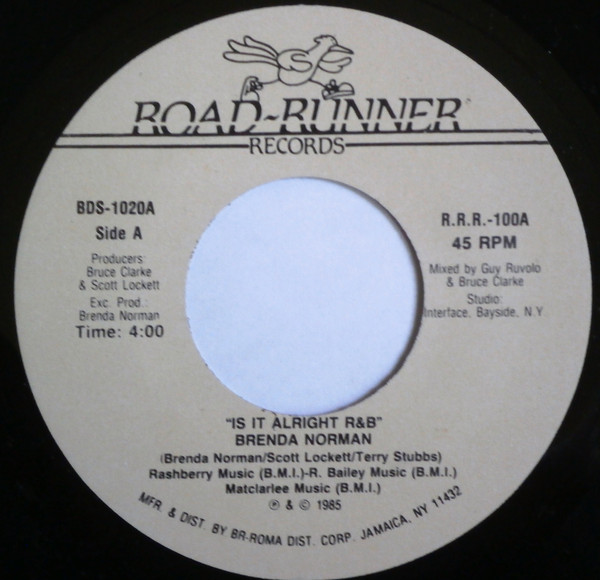 ROAD~RUNNER
RECORDS
BDS-1020A
Side A
Producers:
Bruce Clarke
& Scott Lockett
Exc. Prod.:
Brenda Norman
Time: 4:00
R.R.R.-100A
45 RPM
Mixed by Guy Ruvolo
& Bruce Clarke
Studio:
Interface, Bayside, N.Y.
"IS IT ALRIGHT R&B"
BRENDA NORMAN
(Brenda Norman/Scott Lockett/Terry Stubbs)
Rashberry Music (B.M.I.)-R. Bailey Music (B.M.I.)
Matclarlee Music (B.M.I.)
℗ & © 1985
MFR. & DIST. BY BR-ROMA DIST. CORP. JAMAICA, NY 11432